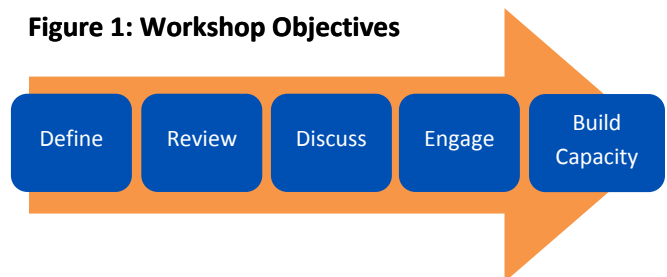 Figure 1: Workshop Objectives
Define
Review
Discuss
Engage
Build
Capacity